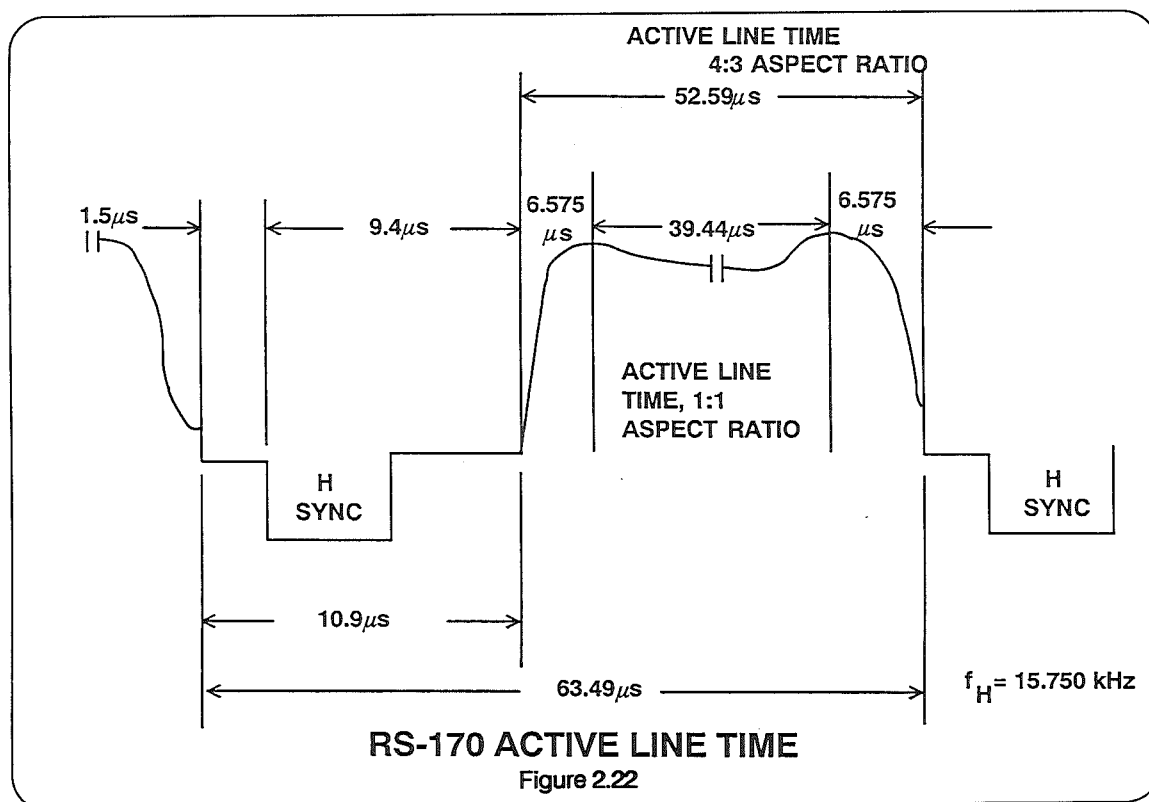 ACTIVE LINE TIME
4:3 ASPECT RATIO
52.59μs
1.5μs
9.4μs
6.575
μs
39.44μs
6.575
μs
ACTIVE LINE
TIME, 1:1
ASPECT RATIO
H
SYNC
H
SYNC
10.9μs
63.49μs
f_H = 15.750 kHz
RS-170 ACTIVE LINE TIME
Figure 2.22